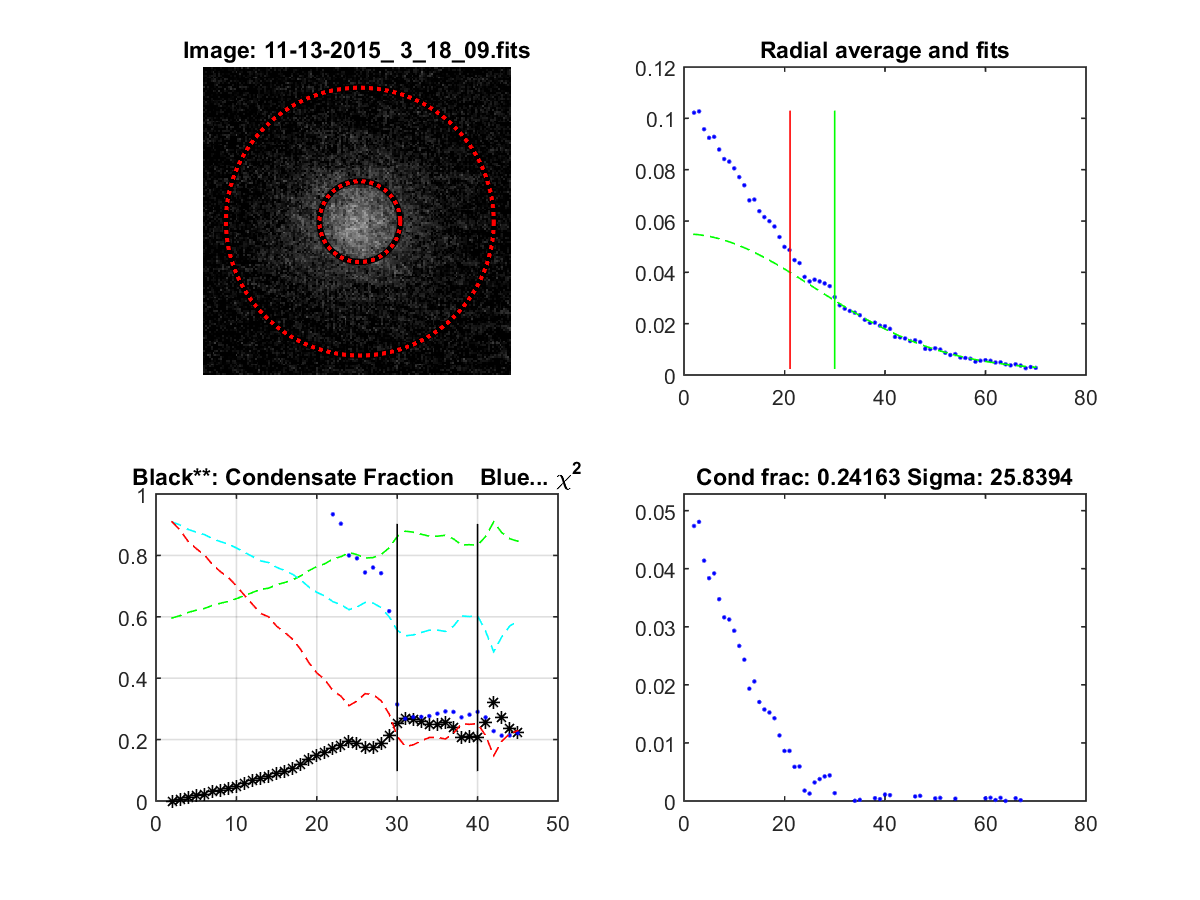 Image: 11-13-2015_ 3_18_09.fits
Radial average and fits
0.12
0.1
0.08
0.06
0.04
0.02
0
0 20 40 60 80
Black**: Condensate Fraction Blue... χ²
1
0.8
0.6
0.4
0.2
0
0 10 20 30 40 50
Cond frac: 0.24163 Sigma: 25.8394
0.05
0.04
0.03
0.02
0.01
0
0 20 40 60 80